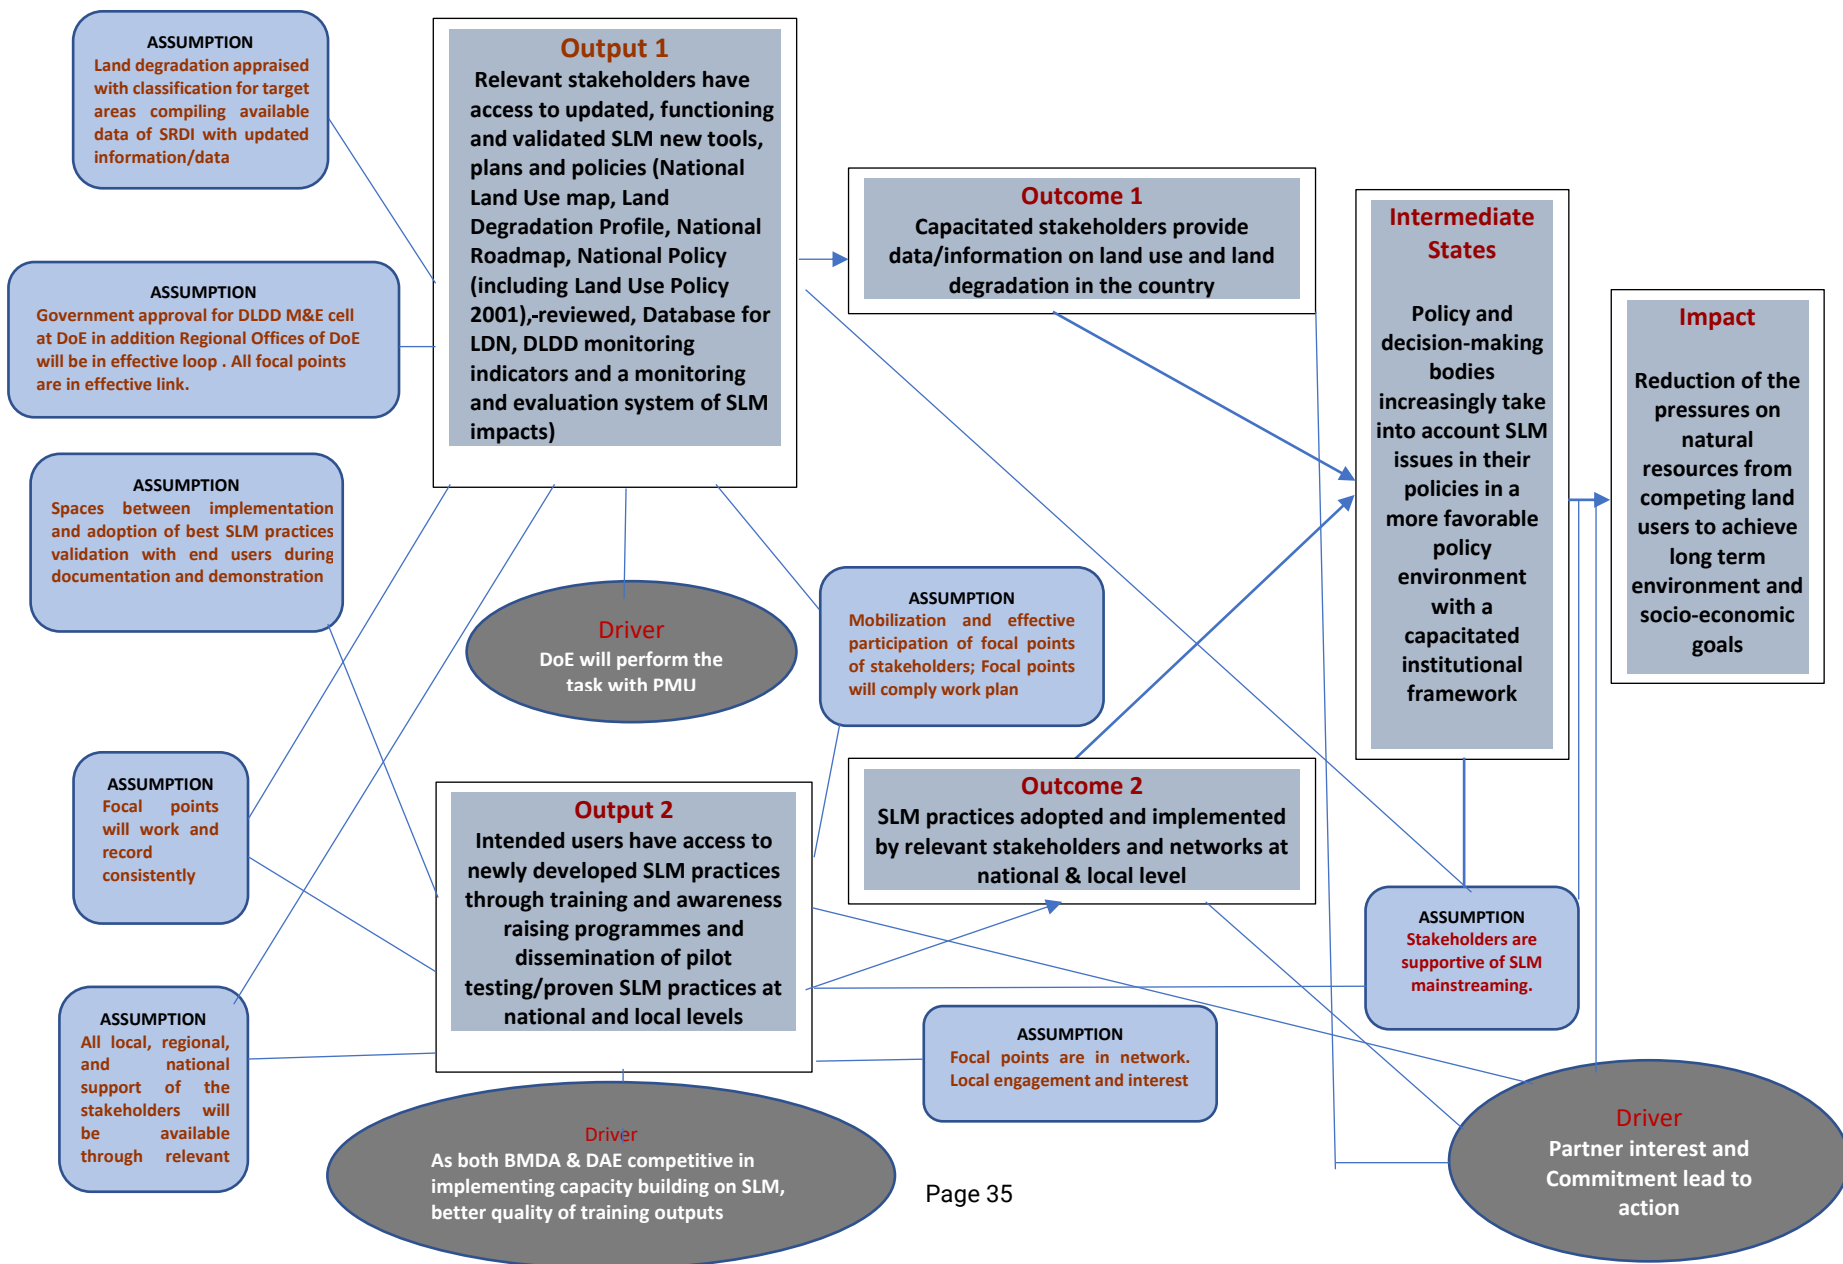 ASSUMPTION
Land degradation appraised
with classification for target
areas compiling available
data of SRDI with updated
information/data
Output 1
Relevant stakeholders have
access to updated, functioning
and validated SLM new tools,
plans and policies (National
Land Use map, Land
Degradation Profile, National
Roadmap, National Policy
(including Land Use Policy
2001),-reviewed, Database for
LDN, DLDD monitoring
indicators and a monitoring
and evaluation system of SLM
impacts)
Outcome 1
Capacitated stakeholders provide
data/information on land use and land
degradation in the country
Intermediate
States
Policy and
decision-making
bodies
increasingly take
into account SLM
issues in their
policies in a
more favorable
policy
environment
with a
capacitated
institutional
framework
Impact
Reduction of the
pressures on
natural
resources from
competing land
users to achieve
long term
environment and
socio-economic
goals
ASSUMPTION
Government approval for DLDD M&E cell
at DoE in addition Regional Offices of DoE
will be in effective loop . All focal points
are in effective link.
ASSUMPTION
Spaces between implementation
and adoption of best SLM practices
validation with end users during
documentation and demonstration
Driver
DoE will perform the
task with PMU
ASSUMPTION
Mobilization and effective
participation of focal points
of stakeholders; Focal points
will comply work plan
ASSUMPTION
Focal points
will work and
record
consistently
Output 2
Intended users have access to
newly developed SLM practices
through training and awareness
raising programmes and
dissemination of pilot
testing/proven SLM practices at
national and local levels
Outcome 2
SLM practices adopted and implemented
by relevant stakeholders and networks at
national & local level
ASSUMPTION
Stakeholders are
supportive of SLM
mainstreaming.
ASSUMPTION
All local, regional,
and national
support of the
stakeholders will
be available
through relevant
ASSUMPTION
Focal points are in network.
Local engagement and interest
Driver
As both BMDA & DAE competitive in
implementing capacity building on SLM,
better quality of training outputs
Driver
Partner interest and
Commitment lead to
action
Page 35